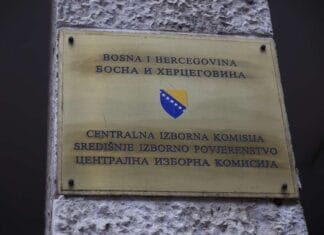 BOSNA I HERCEGOVINA
БОСНА И ХЕРЦЕГОВИНА
CENTRALNA IZBORNA KOMISIJA
SREDIŠNJE IZBORNO POVJERENSTVO
ЦЕНТРАЛНА ИЗБОРНА КОМИСИЈА